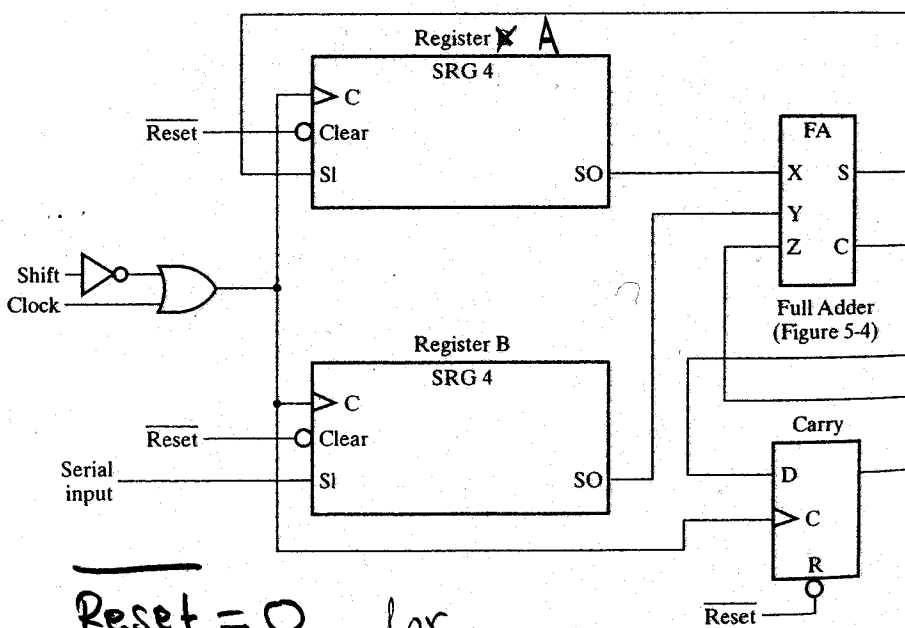 Register A
SRG 4
C
Reset
Clear
SI
SO
FA
X S
Y
Z C
Shift
Clock
Full Adder
(Figure 5-4)
Register B
SRG 4
C
Reset
Clear
Serial
input
SI
SO
Carry
D
C
R
Reset
Reset = 0 for